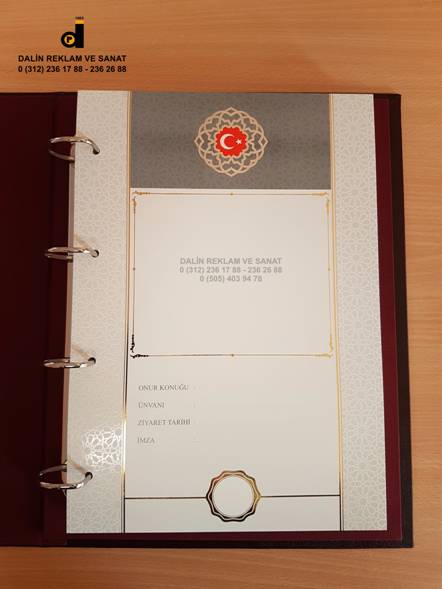 1983
DALİN REKLAM VE SANAT
0 (312) 236 17 88 - 236 26 88
DALİN REKLAM VE SANAT
0 (312) 236 17 88 - 236 26 88
0 (505) 403 94 78
ONUR KONUĞU :
ÜNVANI :
ZİYARET TARİHİ :
İMZA